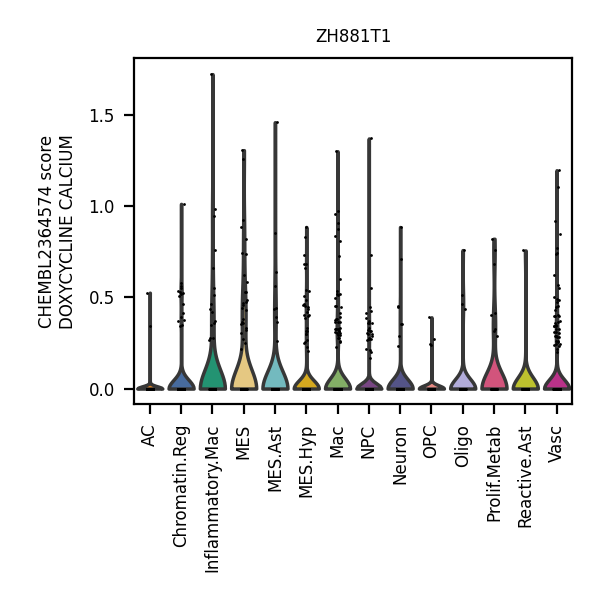 ZH881T1
CHEMBL2364574 score
DOXYCYCLINE CALCIUM
1.5
1.0
0.5
0.0
AC
Chromatin.Reg
Inflammatory.Mac
MES
MES.Ast
MES.Hyp
Mac
NPC
Neuron
OPC
Oligo
Prolif.Metab
Reactive.Ast
Vasc